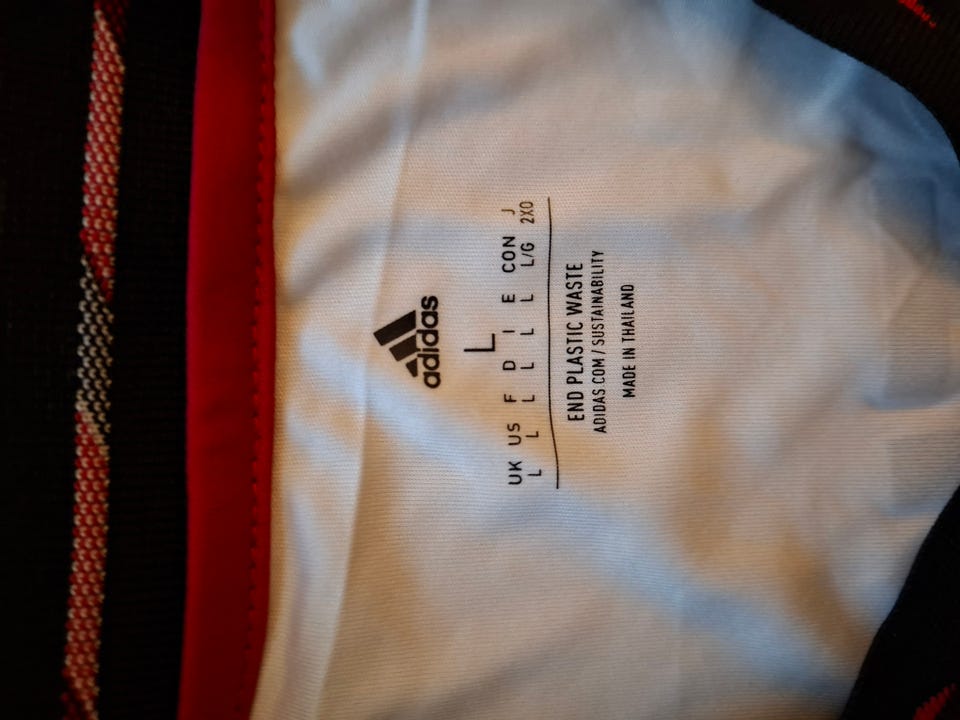 adidas
L
UK US F D I E CON J
L L L L L L L/G 2XO
END PLASTIC WASTE
ADIDAS.COM / SUSTAINABILITY
MADE IN THAILAND